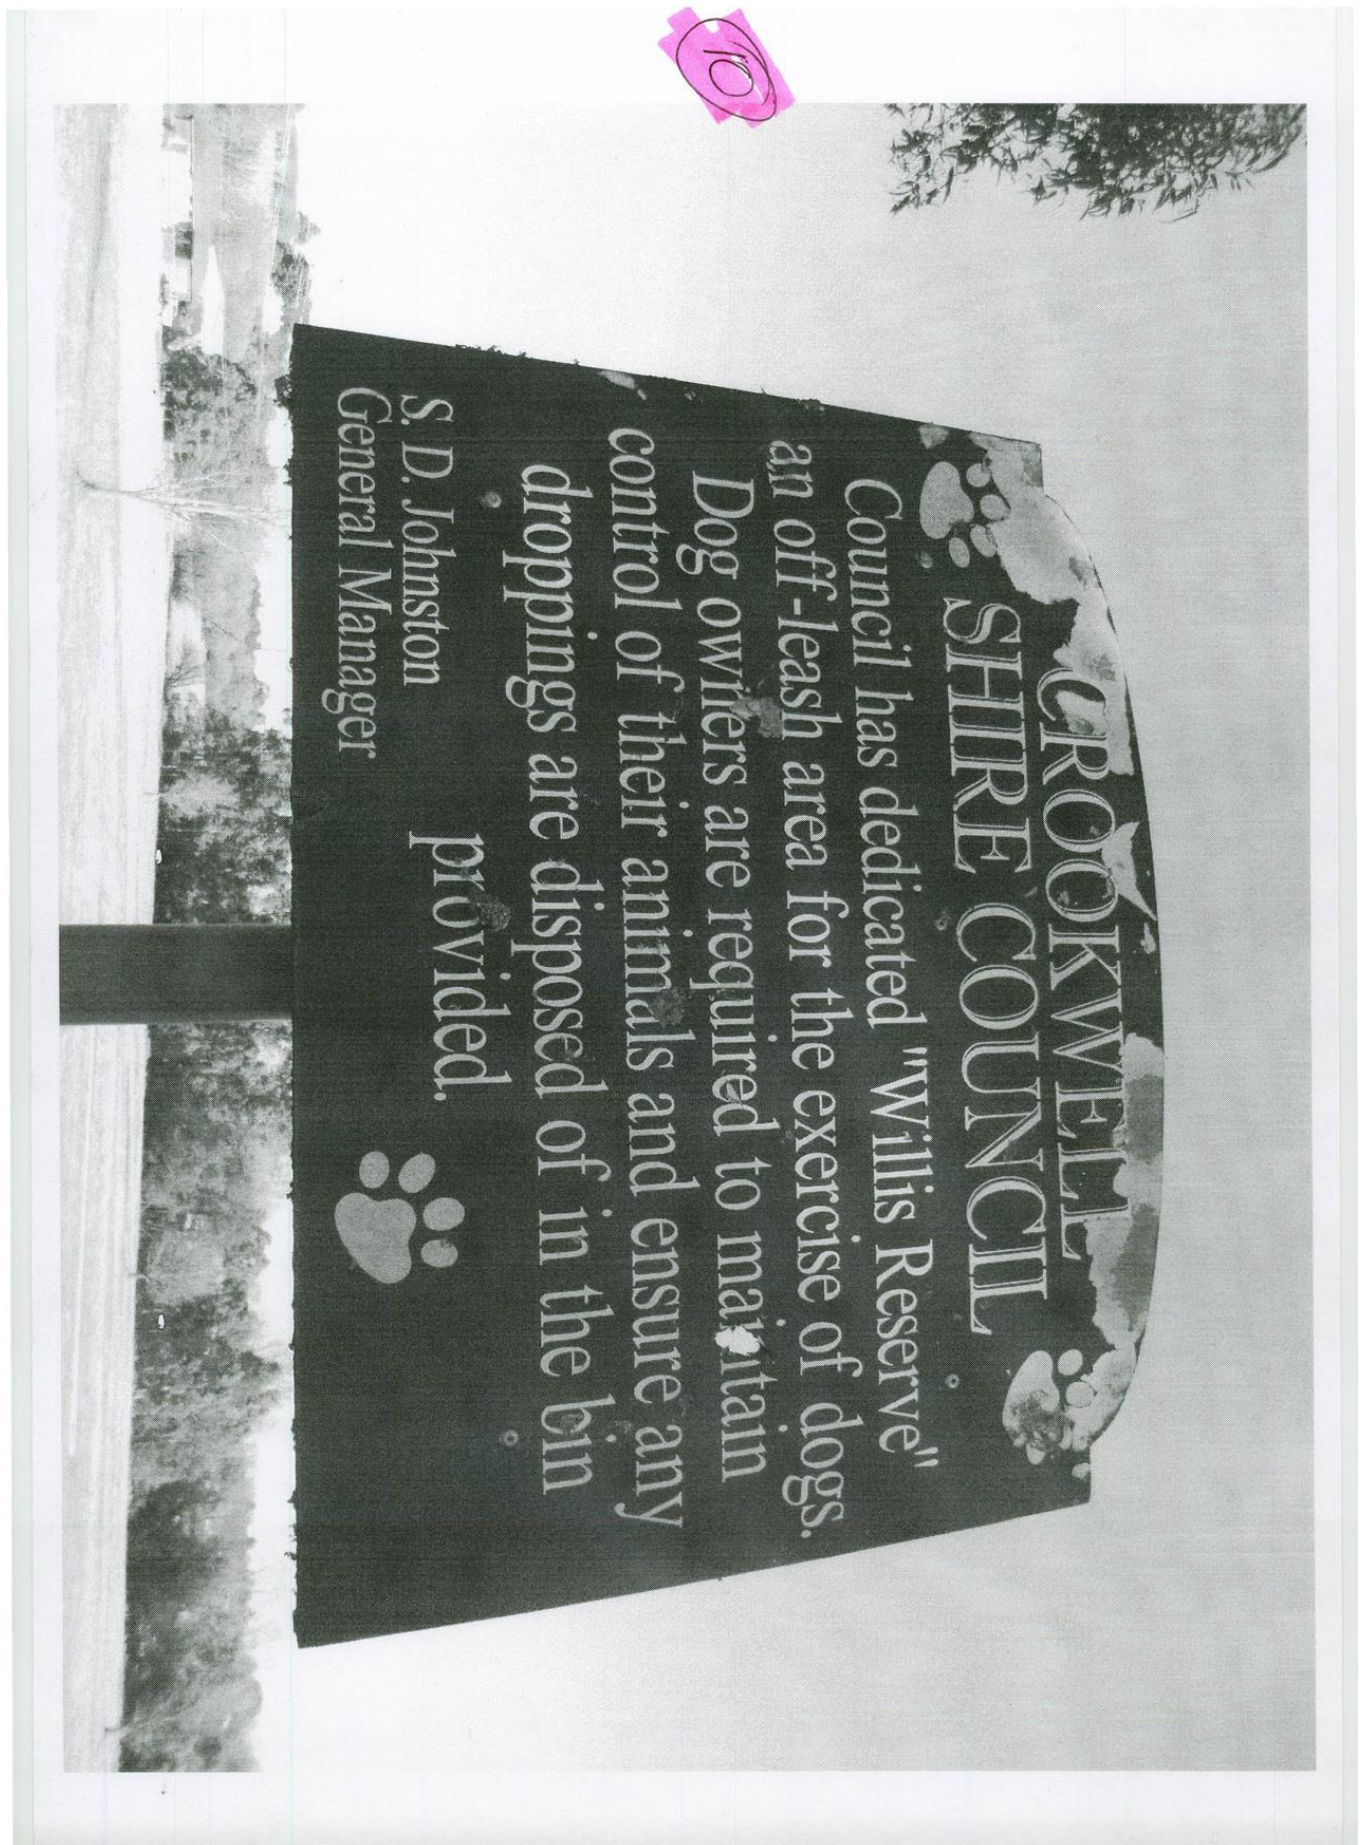 10
CROOKWELL
SHIRE COUNCIL
Council has dedicated "Willis Reserve"
an off-leash area for the exercise of dogs.
Dog owners are required to maintain
control of their animals and ensure any
droppings are disposed of in the bin
provided.
S. D. Johnston
General Manager